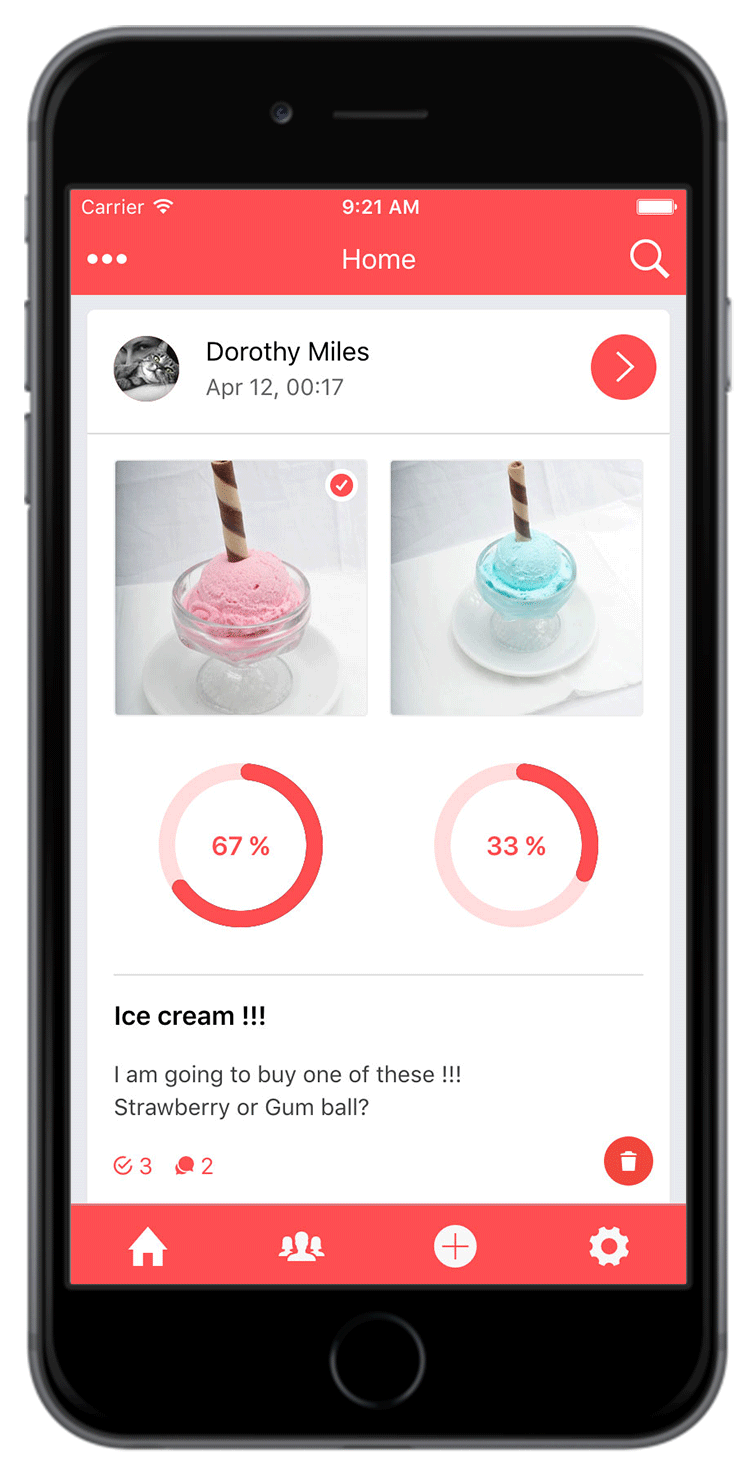 Carrier 9:21 AM
Home
Dorothy Miles
Apr 12, 00:17
67 % 33 %
Ice cream !!!
I am going to buy one of these !!!
Strawberry or Gum ball?
3 2